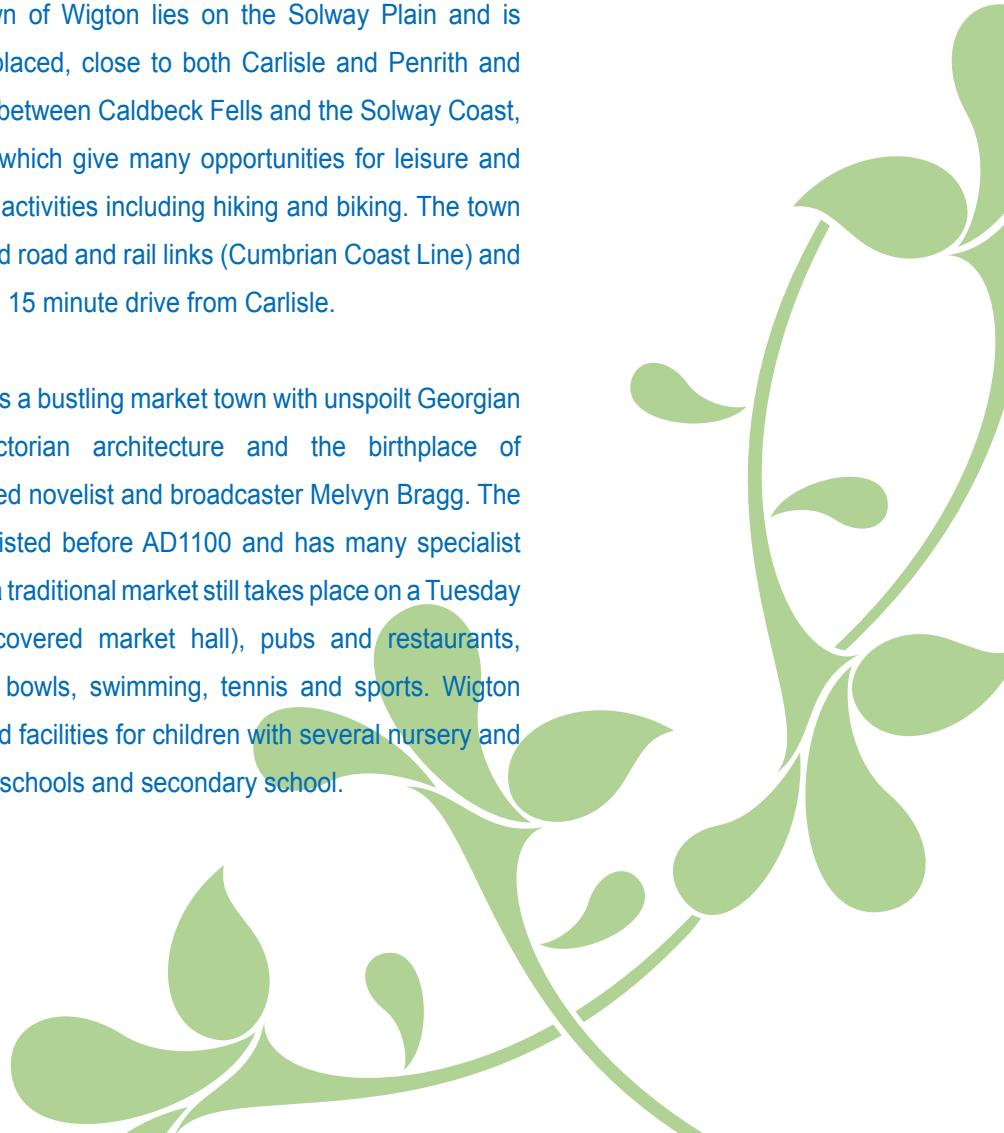 of Wigton lies on the Solway Plain and is
placed, close to both Carlisle and Penrith and
between Caldbeck Fells and the Solway Coast,
which give many opportunities for leisure and
activities including hiking and biking. The town
road and rail links (Cumbrian Coast Line) and
15 minute drive from Carlisle.
a bustling market town with unspoilt Georgian
architecture and the birthplace of
novelist and broadcaster Melvyn Bragg. The
before AD1100 and has many specialist
traditional market still takes place on a Tuesday
covered market hall), pubs and restaurants,
bowls, swimming, tennis and sports. Wigton
facilities for children with several nursery and
schools and secondary school.